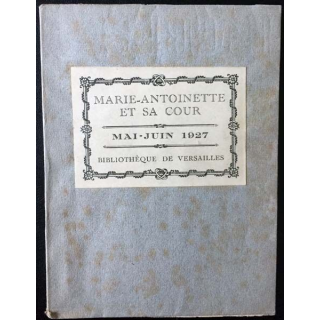 MARIE-ANTOINETTE
ET SA COUR
MAI-JUIN 1927
BIBLIOTHÈQUE DE VERSAILLES